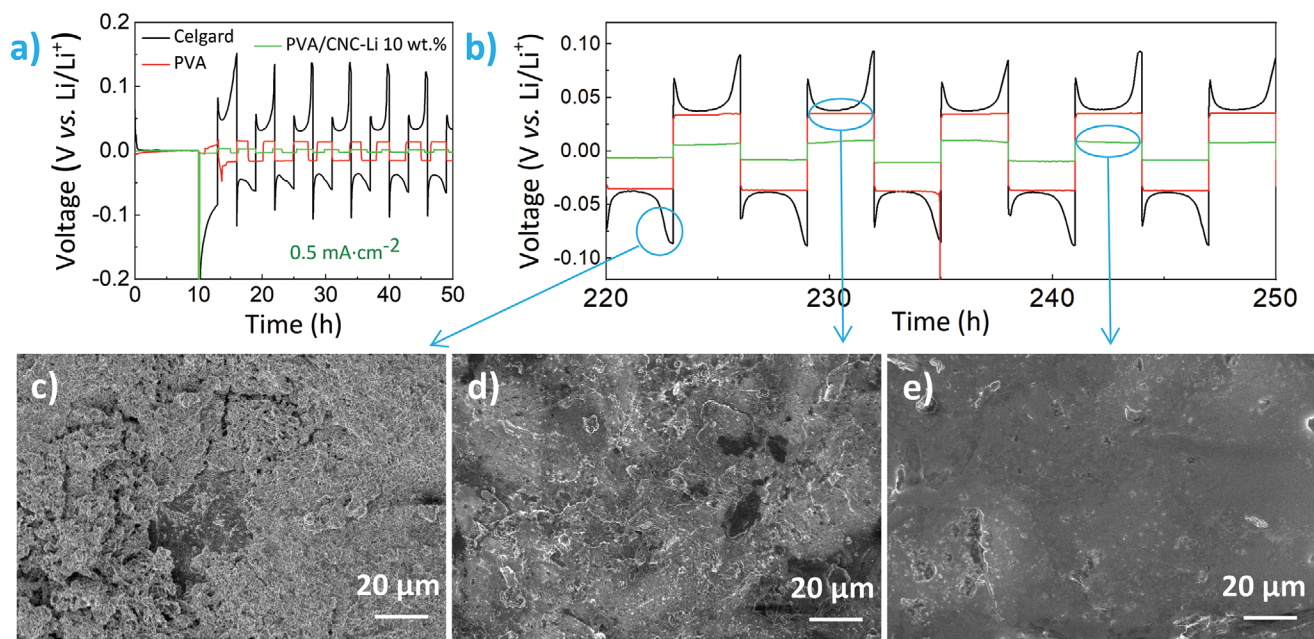 a)
Voltage (V vs. Li/Li⁺)
0.2
0.1
0.0
-0.1
-0.2
Celgard
PVA
PVA/CNC-Li 10 wt.%
0.5 mA·cm⁻²
0 10 20 30 40 50
Time (h)
b)
Voltage (V vs. Li/Li⁺)
0.10
0.05
0.00
-0.05
-0.10
220 230 240 250
Time (h)
c)
20 μm
d)
20 μm
e)
20 μm